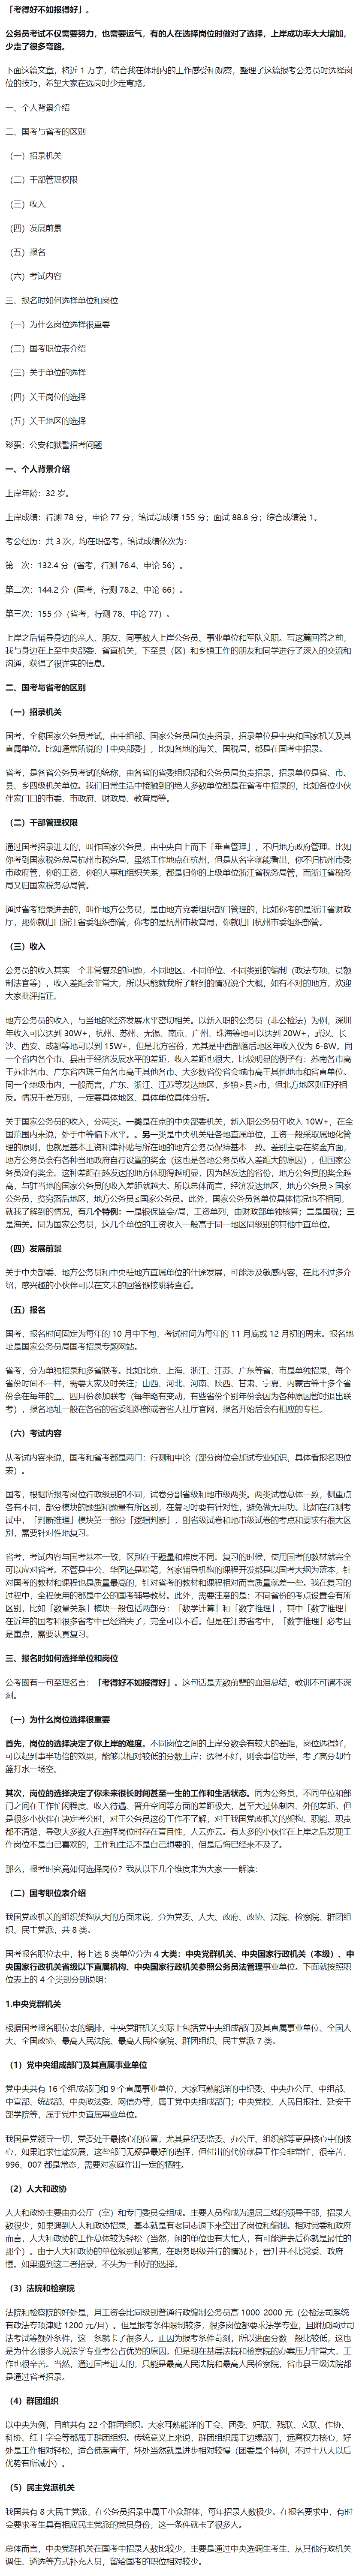 「考得好不如报得好」。
公务员考试不仅需要努力，也需要运气，有的人在选择岗位时做对了选择，上岸成功率大大增加，
少走了很多弯路。
下面这篇文章，将近 1 万字，结合我在体制内的工作感受和观察，整理了这篇报考公务员时选择岗
位的技巧，希望大家在选岗时少走弯路。
一、个人背景介绍
二、国考与省考的区别
（一）招录机关
（二）干部管理权限
（三）收入
（四）发展前景
（五）报名
（六）考试内容
三、报名时如何选择单位和岗位
（一）为什么岗位选择很重要
（二）国考职位表介绍
（三）关于单位的选择
（四）关于岗位的选择
（五）关于地区的选择
彩蛋：公安和狱警招考问题
一、个人背景介绍
上岸年龄：32 岁。
上岸成绩：行测 78 分，申论 77 分，笔试总成绩 155 分；面试 88.8 分；综合成绩第 1。
考公经历：共 3 次，均在职备考，笔试成绩依次为：
第一次：132.4 分（省考，行测 76.4、申论 56）。
第二次：144.2 分（国考，行测 78.2、申论 66）。
第三次：155 分（省考，行测 78、申论 77）。
上岸之后辅导身边的亲人、朋友、同事数人上岸公务员、事业单位和军队文职。写这篇回答之前，
我与身边在上至中央部委、省直机关，下至县（区）和乡镇工作的朋友和同学进行了深入的交流和
沟通，获得了很详实的信息。
二、国考与省考的区别
（一）招录机关
国考，全称国家公务员考试，由中组部、国家公务员局负责招录，招录单位是中央和国家机关及其
直属单位。比如通常所说的「中央部委」，比如各地的海关、国税局，都是在国考中招录。
省考，是各省公务员考试的统称，由各省的省委组织部和公务员局负责招录，招录单位是省、市、
县、乡四级机关单位。我们日常生活中接触到的绝大多数单位都是在省考中招录的，比如各位小伙
伴家门口的市委、市政府、财政局、教育局等。
（二）干部管理权限
通过国考招录进去的，叫作国家公务员，由中央自上而下「垂直管理」，不归地方政府管理。比如
你考到国家税务总局杭州市税务局，虽然工作地点在杭州，但是从名字就能看出，你不归杭州市委
市政府管，你的工资、你的人事和组织关系，都是归你的上级单位浙江省税务局管，而浙江省税务
局又归国家税务总局管。
通过省考招录进去的，叫作地方公务员，是由地方党委组织部门管理的，比如你考的是浙江省财政
厅，那你就归口浙江省委组织部管，你考的是杭州市教育局，你就归口杭州市委组织部管。
（三）收入
公务员的收入其实一个非常复杂的问题，不同地区、不同单位、不同类别的编制（政法专项、员额
制法官等），收入差距会非常大，所以只能就我所了解到的情况说个大概，如有不对的地方，欢迎
大家批评指正。
地方公务员的收入，与当地的经济发展水平密切相关。以新入职的公务员（非公检法）为例，深圳
年收入可以达到 30W+，杭州、苏州、无锡、南京、广州、珠海等地可以达到 20W+，武汉、长
沙、西安、成都等地可以到 15W+，但是北方省份，尤其是中西部落后地区年收入仅为 6-8W。同
一个省内各个市、县由于经济发展水平的差距，收入差距也很大，比较明显的例子有：苏南各市高
于苏北各市、广东省内珠三角各市高于其他各市、大多数省份省会城市高于其他地市和省直单位。
同一个地级市内，一般而言，广东、浙江、江苏等发达地区，乡镇>县>市，但北方地区则正好相
反。情况千差万别，一定要具体地区、具体单位具体分析。
关于国家公务员的收入，分两类。一类是在京的中央部委机关，新入职公务员年收入 10W+，在全
国范围内来说，处于中等偏下水平。。另一类是中央机关驻各地直属单位，工资一般采取属地化管
理的原则，也就是基本工资和津补贴与所在地的地方公务员保持基本一致。差别主要在奖金方面，
地方公务员会有各种当地政府自行设置的奖金（这也是各地公务员收入差距大的原因），但国家公
务员没有奖金。这种差距在越发达的地方体现得越明显，因为越发达的省份，地方公务员的奖金越
高，与驻当地的国家公务员的收入差距就越大。所以总体而言，经济发达地区，地方公务员 > 国家
公务员，贫穷落后地区，地方公务员≤国家公务员。此外，国家公务员各单位具体情况也不相同，
就我了解到的情况，有几个特例：一是银保监会/局，工资单列，由财政部单独核算；二是国税；三
是海关。同为国家公务员，这几个单位的工资收入一般高于同一地区同级别的其他中直单位。
（四）发展前景
关于中央部委、地方公务员和中央驻地方直属单位的仕途发展，可能涉及敏感内容，在此不过多介
绍，感兴趣的小伙伴可以在文末的回答链接跳转查看。
（五）报名
国考，报名时间固定为每年的 10 月中下旬，考试时间为每年的 11 月底或 12 月初的周末。报名地
址是国家公务员局国考招录专题网站。
省考，分为单独招录和多省联考。比如北京、上海、浙江、江苏、广东等省、市是单独招录，每个
省份时间不一样，需要大家及时关注；山西、河北、河南、陕西、甘肃、宁夏、内蒙古等十多个省
份会在每年的三、四月份参加联考（每年略有变动，有些省份个别年份会因为各种原因暂时退出联
考），报名地址一般在各省的省委组织部或者省人社厅官网，报名开始后会有相应的专栏。
（六）考试内容
从考试内容来说，国考和省考都是两门：行测和申论（部分岗位会加试专业知识，具体看报名职位
表）。
国考，根据所报考岗位行政级别的不同，试卷分副省级和地市级两类。两类试卷总体一致，侧重点
各有不同，部分模块的题型和题量有所区别，在复习时要有针对性，避免做无用功。比如在行测考
试中，「判断推理」模块第一部分「逻辑判断」，副省级试卷和地市级试卷的考点和要求有很大区
别，需要针对性地复习。
省考，考试内容与国考基本一致，区别在于题量和难度不同。复习的时候，使用国考的教材就完全
可以应对省考。不管是中公、华图还是粉笔，各家辅导机构的课程开发都是以国考大纲为蓝本，针
对国考的教材和课程也是质量最高的，针对省考的教材和课程相对而言质量就差一些。我在复习的
过程中，全程使用的都是中公的国考辅导教材。此外，需要注意的是：不同省份的考点设置会有所
区别，比如「数量关系」模块一般包括两部分：「数学计算」和「数字推理」，其中「数字推理」
在近年的国考和很多省考中已经消失了，完全可以不看。但是在江苏省考中，「数字推理」必考且
是重点，需要认真复习。
三、报名时如何选择单位和岗位
公考圈有一句至理名言：「考得好不如报得好」。这句话是无数前辈的血泪总结，教训不可谓不深
刻。
（一）为什么岗位选择很重要
首先，岗位的选择决定了你上岸的难度。不同岗位之间的上岸分数会有较大的差距，岗位选得好，
可以起到事半功倍的效果，能够以相对较低的分数上岸；选得不好，则会事倍功半，考了高分却竹
篮打水一场空。
其次，岗位的选择决定了你未来很长时间甚至一生的工作和生活状态。同为公务员，不同单位和部
门之间在工作忙闲程度、收入待遇、晋升空间等方面的差距极大，甚至大过体制内、外的差距。但
是很多小伙伴在决定考公时，对于公务员这份工作不了解，对于我国党政机关的架构、职能、职责
都不清楚，导致大多数人在选择岗位时存在盲目性，人云亦云。有太多的小伙伴在上岸之后发现工
作岗位不是自己喜欢的，工作和生活不是自己想要的，但是后悔已经来不及了。
那么，报考时究竟如何选择岗位？我从以下几个维度来为大家一一解读：
（二）国考职位表介绍
我国党政机关的组织架构从大的方面来说，分为党委、人大、政府、政协、法院、检察院、群团组
织、民主党派，共 8 类。
国考报名职位表中，将上述 8 类单位分为 4 大类：中央党群机关、中央国家行政机关（本级）、中
央国家行政机关省级以下直属机构、中央国家行政机关参照公务员法管理事业单位。下面就按照职
位表上的 4 个类别分别说明：
1.中央党群机关
根据国考报名职位表的编排，中央党群机关实际上包括党中央组成部门及其直属事业单位、全国人
大、全国政协、最高人民法院、最高人民检察院、群团组织、民主党派 7 类。
（1）党中央组成部门及其直属事业单位
党中央共有 16 个组成部门和 9 个直属事业单位，大家耳熟能详的中纪委、中央办公厅、中组部、
中宣部、统战部、中央政法委、网信办等，属于党中央组成部门；中央党校、人民日报社、延安干
部学院等，属于党中央直属事业单位。
我国是党领导一切，党委处于最核心的位置，尤其是纪委监委、办公厅、组织部等更是核心中的核
心，如果追求仕途发展，这些部门无疑是最好的选择，但付出的代价就是工作会非常忙，很辛苦，
996、007 都是常态，需要对家庭作出一定的牺牲。
（2）人大和政协
人大和政协主要由办公厅（室）和专门委员会组成。主要人员构成为退居二线的领导干部，招录人
数很少，如果遇到人大和政协招录，基本就是有老同志退下来空出了岗位和编制。相对党委和政府
而言，人大和政协的工作总体较为轻松（当然，闲的单位也有大忙人，有可能进去后你就是最忙的
那个）。由于人大和政协的单位级别足够高，在职务职级并行的情况下，晋升并不比党委、政府
慢。如果遇到这二者招录，不失为一种好的选择。
（3）法院和检察院
法院和检察院的好处是，月工资会比同级别普通行政编制公务员高 1000-2000 元（公检法司系统
有政法专项津贴 1200 元/月）。但是报考条件限制较多，很多岗位都要求法学专业，且附加通过司
法考试等额外条件，这一条就卡了很多人。正因为报考条件苛刻，所以进面分数一般比较低，这也
是为什么很多人说法学专业考公占优势的原因。但是现在基层法院和检察院的办案压力非常大，工
作也很辛苦。当然，通过国考进去的，只能是最高人民法院和最高人民检察院，省市县三级法院都
是通过省考招录。
（4）群团组织
以中央为例，目前共有 22 个群团组织。大家耳熟能详的工会、团委、妇联、残联、文联、作协、
科协、红十字会等都属于群团组织。传统意义上来说，群团组织属于边缘部门，远离权力核心，好
处是工作相对轻松，适合佛系青年，坏处当然就是进步相对较慢（团委是个特例，不过十八大以后
优势有所减小）。
（5）民主党派机关
我国共有 8 大民主党派，在公务员招录中属于小众群体，每年招录人数极少。在报名要求中，有时
会要求考生具有相应民主党派的党员身份，这一条件就卡了很多人。
总体而言，中央党群机关在国考中招录人数比较少，主要是通过中央选调生考生、从其他行政机关
调任、遴选等方式补充人员，留给国考的职位相对较少。